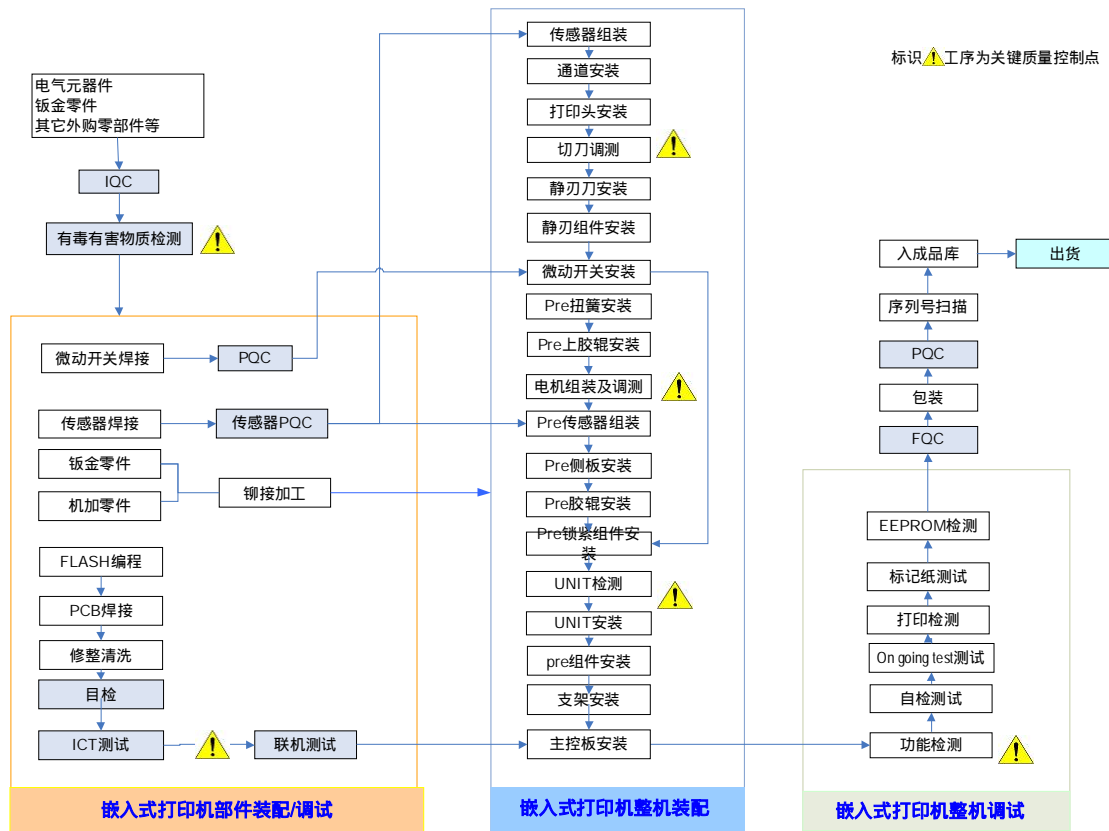 标识工序为关键质量控制点
电气元器件
钣金零件
其它外购零部件等
IQC
有毒有害物质检测
微动开关焊接
PQC
传感器焊接
传感器PQC
钣金零件
机加零件
铆接加工
FLASH编程
PCB焊接
修整清洗
目检
ICT测试
联机测试
嵌入式打印机部件装配/调试
传感器组装
通道安装
打印头安装
切刀调测
静刃刀安装
静刃组件安装
微动开关安装
Pre扭簧安装
Pre上胶辊安装
电机组装及调测
Pre传感器组装
Pre侧板安装
Pre胶辊安装
Pre锁紧组件安
装
UNIT检测
UNIT安装
pre组件安装
支架安装
主控板安装
嵌入式打印机整机装配
入成品库
出货
序列号扫描
PQC
包装
FQC
EEPROM检测
标记纸测试
打印检测
On going test测试
自检测试
功能检测
嵌入式打印机整机调试